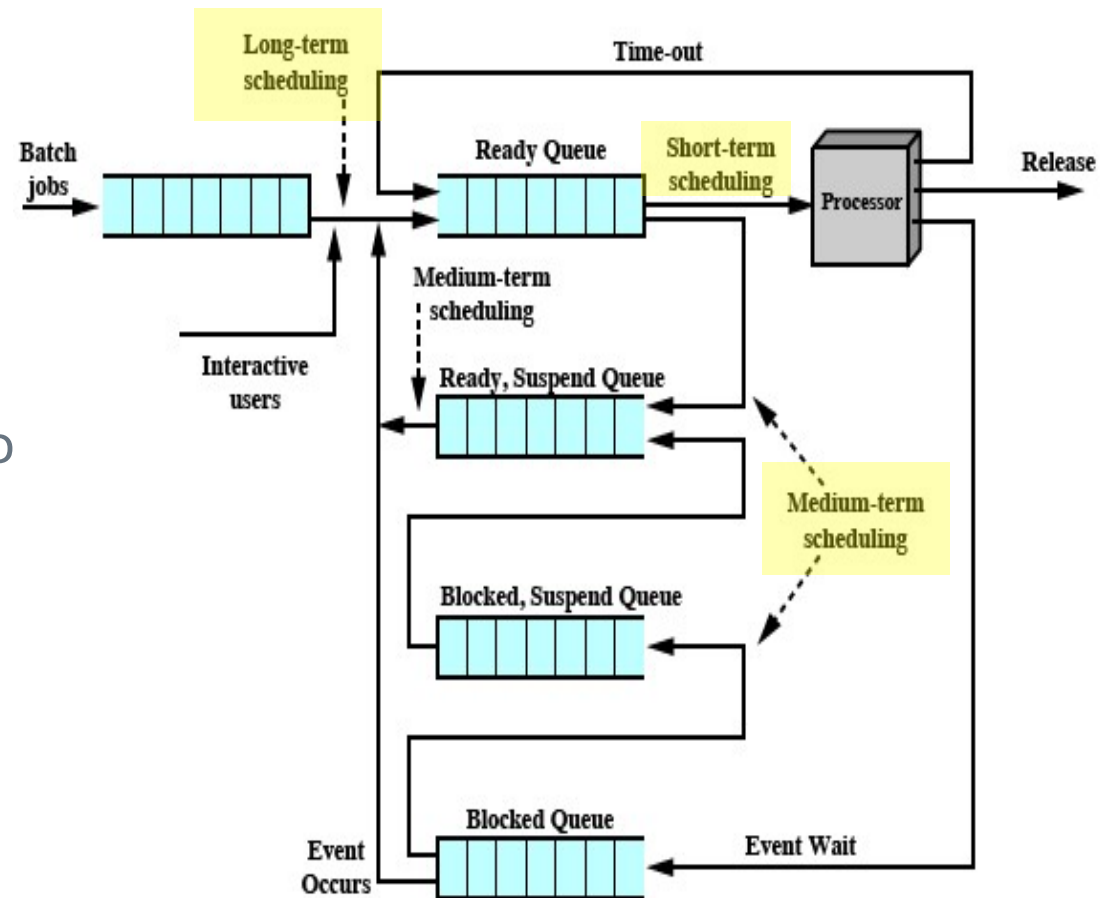 Long-term
scheduling
Time-out
Batch
jobs
Ready Queue
Short-term
scheduling
Processor
Release
Medium-term
scheduling
Interactive
users
Ready, Suspend Queue
Medium-term
scheduling
Blocked, Suspend Queue
Blocked Queue
Event
Occurs
Event Wait